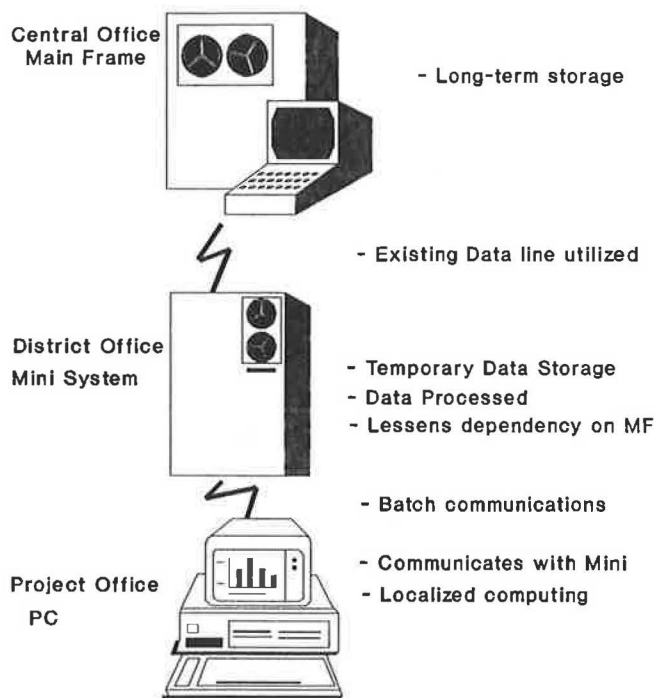 Central Office
Main Frame
- Long-term storage
- Existing Data line utilized
District Office
Mini System
- Temporary Data Storage
- Data Processed
- Lessens dependency on MF
- Batch communications
Project Office
PC
- Communicates with Mini
- Localized computing